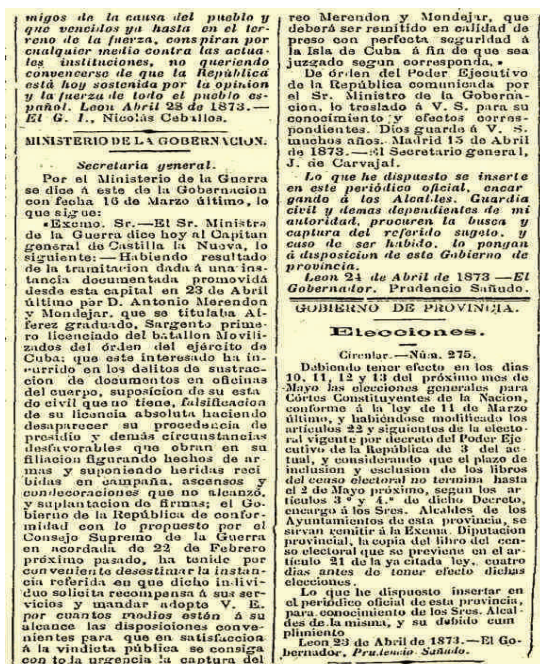 migos de la causa del pueblo y
que vencidos ya hasta en el ter-
reno de la fuerza, conspiran por
cualquier medio contra las actua-
les instituciones, no queriendo
convencerse de que la República
está hoy sostenida por la opinion
y la fuerza de todo el pueblo es-
pañol. Leon Abril 28 de 1873.—
El G. I., Nicolás Ceballos.
MINISTERIO DE LA GOBERNACION.
Secretaría general.
Por el Ministerio de la Guerra
se dice á este de la Gobernacion
con fecha 16 de Marzo último, lo
que sigue:
«Excmo. Sr.—El Sr. Ministro
de la Guerra dice hoy al Capitan
general de Castilla la Nueva, lo
siguiente:—Habiendo resultado
de la tramitacion dada á una ins-
tancia documentada promovida
desde esta capital en 23 de Abril
último por D. Antonio Merendon
y Mondejar, que se titulaba Al-
ferez graduado, Sargento prime-
ro licenciado del batallon Movili-
zados del órden del ejército de
Cuba; que este interesado ha in-
currido en los delitos de sustrac-
cion de documentos en oficinas
del cuerpo, suposicion de su esta
do civil que no tiene, falsificacion
de su licencia absoluta haciendo
desaparecer su procedencia de
presidio y demás circunstancias
desfavorables que obran en su
filiacion figurando hechos de ar-
mas y suponiendo heridas reci
bidas en campaña, ascensos y
condecoraciones que no alcanzó,
y suplantacion de firmas; el Go-
bierno de la República de confor-
midad con lo propuesto por el
Consejo Supremo de la Guerra
en acordada de 22 de Febrero
próximo pasado, ha tenido por
conveniente desestimar la instan-
cia referida en que dicho indivi-
duo solicita recompensa á sus ser-
vicios y mandar adopte V. E.
por cuantos medios estén á su
alcance las disposiciones conve-
nientes para que en satisfaccion
á la vindicta pública se consiga
con toda urgencia la captura del
reo Merendon y Mondejar, que
deberá ser remitido en calidad de
preso con perfecta seguridad á
la Isla de Cuba á fin de que sea
juzgado segun corresponda.»
De órden del Poder Ejecutivo
de la República comunicada por
el Sr. Ministro de la Goberna-
cion, lo traslado á V. S. para su
conocimiento y efectos corres-
pondientes. Dios guarde á V. S.
muchos años. Madrid 15 de Abril
de 1873.—El Secretario general,
J. de Carvajal.
Lo que he dispuesto se inserte
en este periódico oficial, encar
gando á los Alcaldes. Guardia
civil y demas dependientes de mi
autoridad, procuren la busca y
captura del referido sugeto, y
caso de ser habido, lo pongan
á disposicion de este Gobierno de
provincia.
Leon 24 de Abril de 1873—El
Gobernador, Prudencio Sañudo.
GOBIERNO DE PROVINCIA.
Elecciones.
Circular.—Núm. 275.
Debiendo tener efecto en los dias
10, 11, 12 y 13 del próximo mes de
Mayo las elecciones generales para
Córtes Constituyentes de la Nacion,
conforme á la ley de 11 de Marzo
último, y habiéndose modificado los
artículos 22 y siguientes de la electo-
ral vigente por decreto del Poder Eje
cutivo de la República de 3 del ac-
tual, y considerando que el plazo de
inclusion y esclusion de los libros
del censo electoral no termina hasta
el 2 de Mayo próximo, segun los ar-
tículos 3º y 4.º de dicho Decreto,
encargo á los Sres. Alcaldes de los
Ayuntamientos de esta provincia, se
sirvan remitir á la Excma. Diputacion
provincial, la copia del libro del cen-
so electoral que se previene en el ar-
tículo 21 de la ya citada ley, cuatro
dias antes de tener efecto dichas
elecciones.
Lo que he dispuesto insertar en
el periódico oficial de esta provincia,
para conocimiento de los Sres. Alcal-
des de la misma, y su debido cum
plimiento
Leon 23 de Abril de 1873.—El Go-
bernador, Prudencio Sañudo.